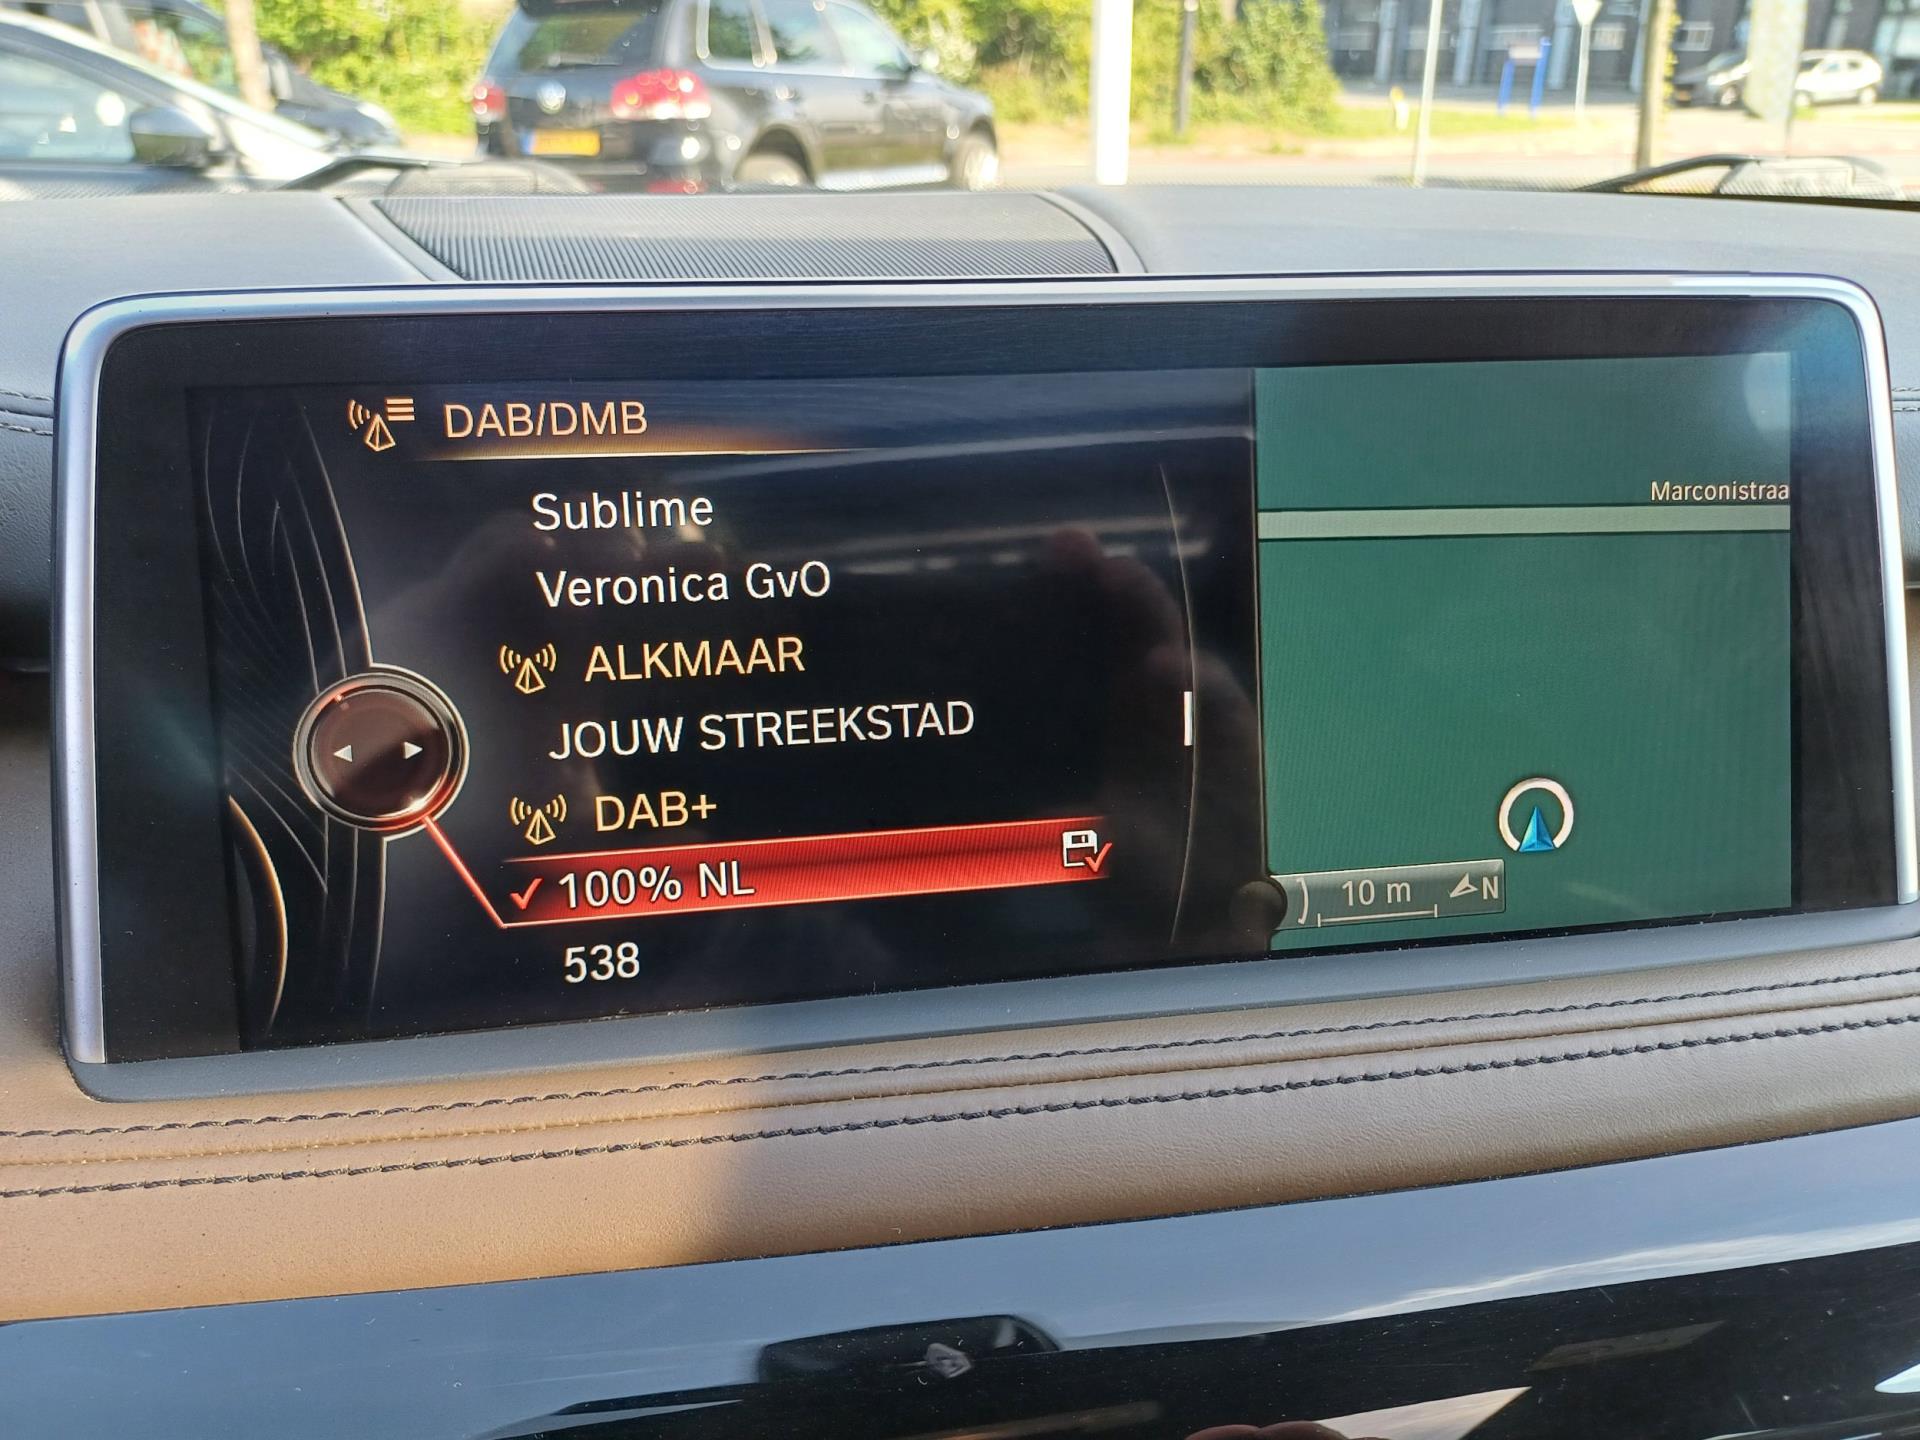 DAB/DMB
Sublime
Veronica GvO
ALKMAAR
JOUW STREEKSTAD
DAB+
100% NL
538
Marconistraa
10 m
N